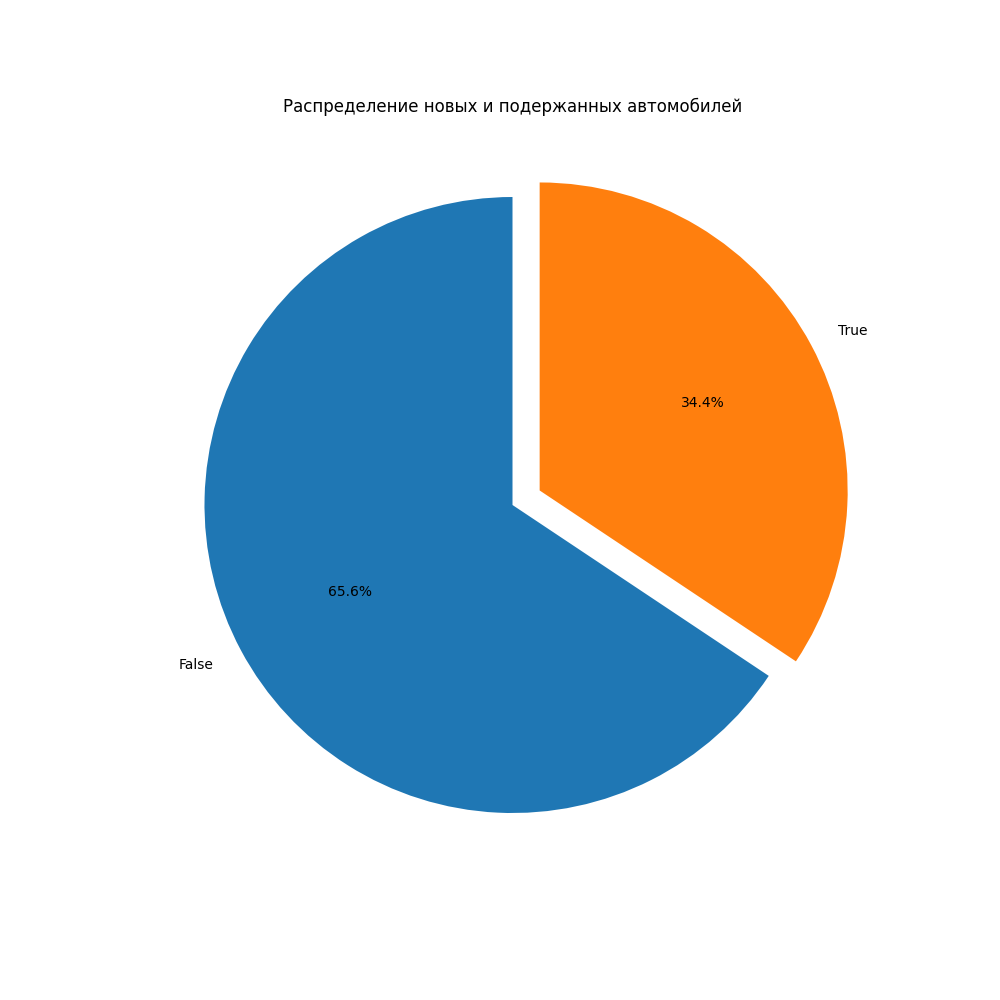 Распределение новых и подержанных автомобилей
True
34.4%
65.6%
False